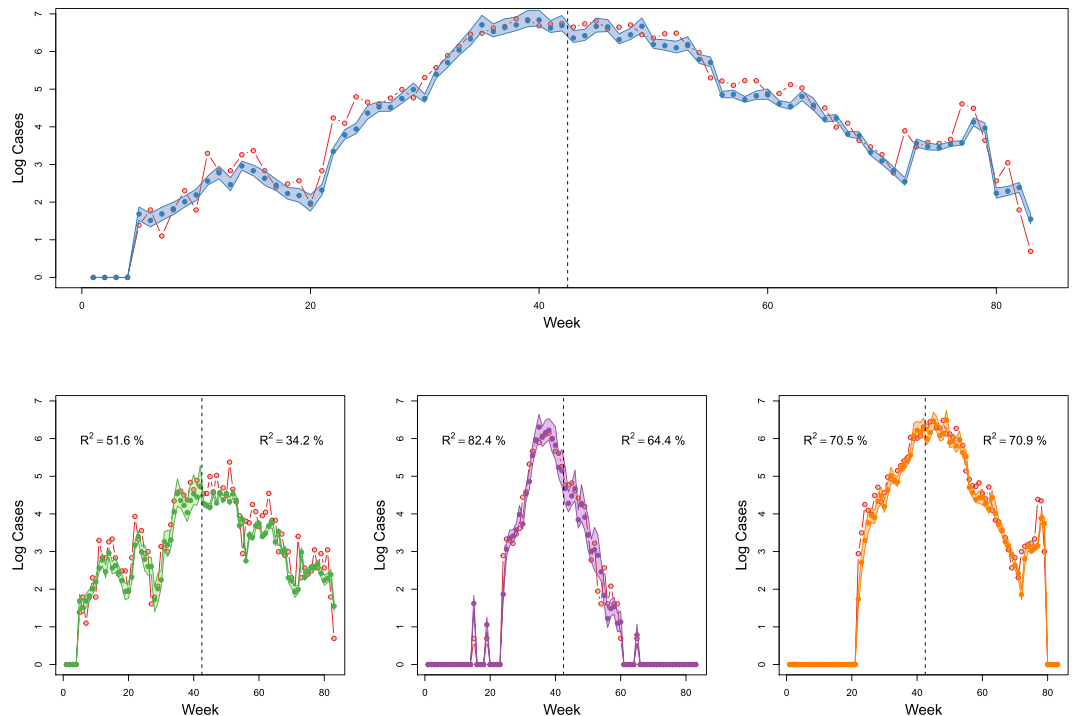 7
6
5
4
3
2
1
0
Log Cases
0 20 40 60 80
Week
7 7 7
6 6 6
R² = 51.6 % R² = 34.2 % R² = 82.4 % R² = 64.4 % R² = 70.5 % R² = 70.9 %
5 5 5
4 4 4
3 3 3
2 2 2
1 1 1
0 0 0
Log Cases Log Cases Log Cases
0 20 40 60 80 0 20 40 60 80 0 20 40 60 80
Week Week Week